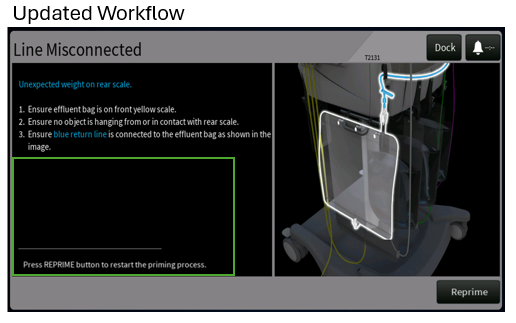 Updated Workflow
Line Misconnected
Dock
--:--
T2131
Unexpected weight on rear scale.
1. Ensure effluent bag is on front yellow scale.
2. Ensure no object is hanging from or in contact with rear scale.
3. Ensure blue return line is connected to the effluent bag as shown in the
image.
Press REPRIME button to restart the priming process.
Reprime